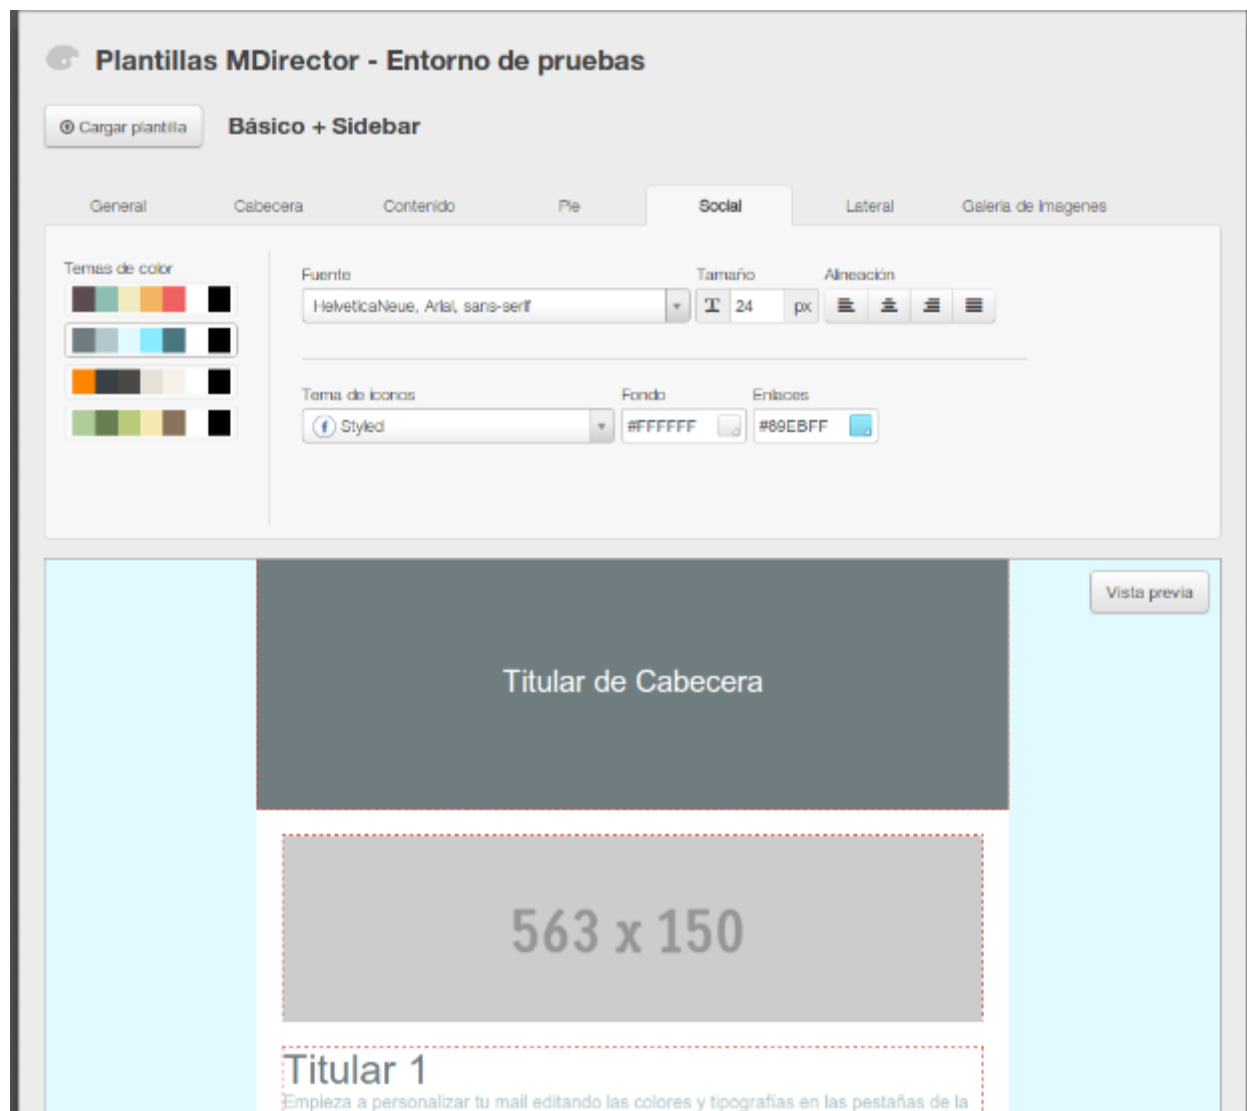 Plantillas MDirector - Entorno de pruebas
Cargar plantilla
Básico + Sidebar
General Cabecera Contenido Pie Social Lateral Galeria de Imagenes
Temas de color
Fuente Tamaño Alineación
HelveticaNeue, Arial, sans-serif T 24 px
Tema de iconos Fondo Enlaces
f Styled #FFFFFF #89EBFF
Vista previa
Titular de Cabecera
563 x 150
Titular 1
Empieza a personalizar tu mail editando las colores y tipografías en las pestañas de la